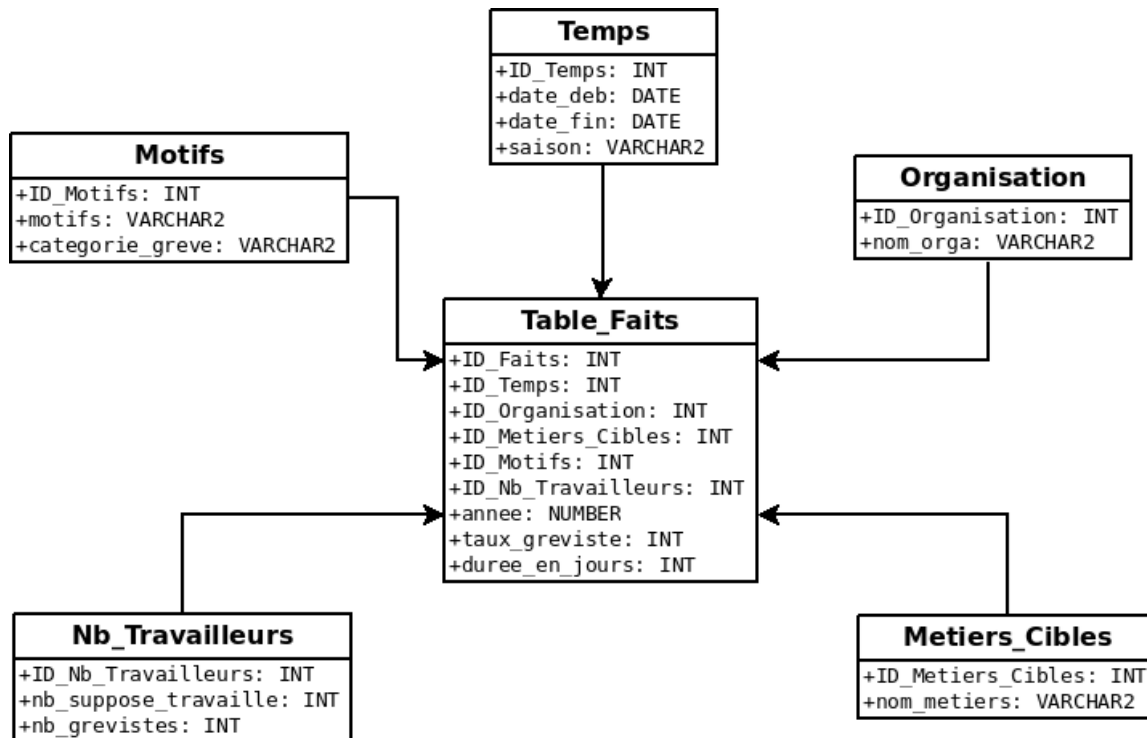 Temps
+ID_Temps: INT
+date_deb: DATE
+date_fin: DATE
+saison: VARCHAR2
Motifs
+ID_Motifs: INT
+motifs: VARCHAR2
+categorie_greve: VARCHAR2
Organisation
+ID_Organisation: INT
+nom_orga: VARCHAR2
Table_Faits
+ID_Faits: INT
+ID_Temps: INT
+ID_Organisation: INT
+ID_Metiers_Cibles: INT
+ID_Motifs: INT
+ID_Nb_Travailleurs: INT
+annee: NUMBER
+taux_greviste: INT
+duree_en_jours: INT
Nb_Travailleurs
+ID_Nb_Travailleurs: INT
+nb_suppose_travaille: INT
+nb_grevistes: INT
Metiers_Cibles
+ID_Metiers_Cibles: INT
+nom_metiers: VARCHAR2